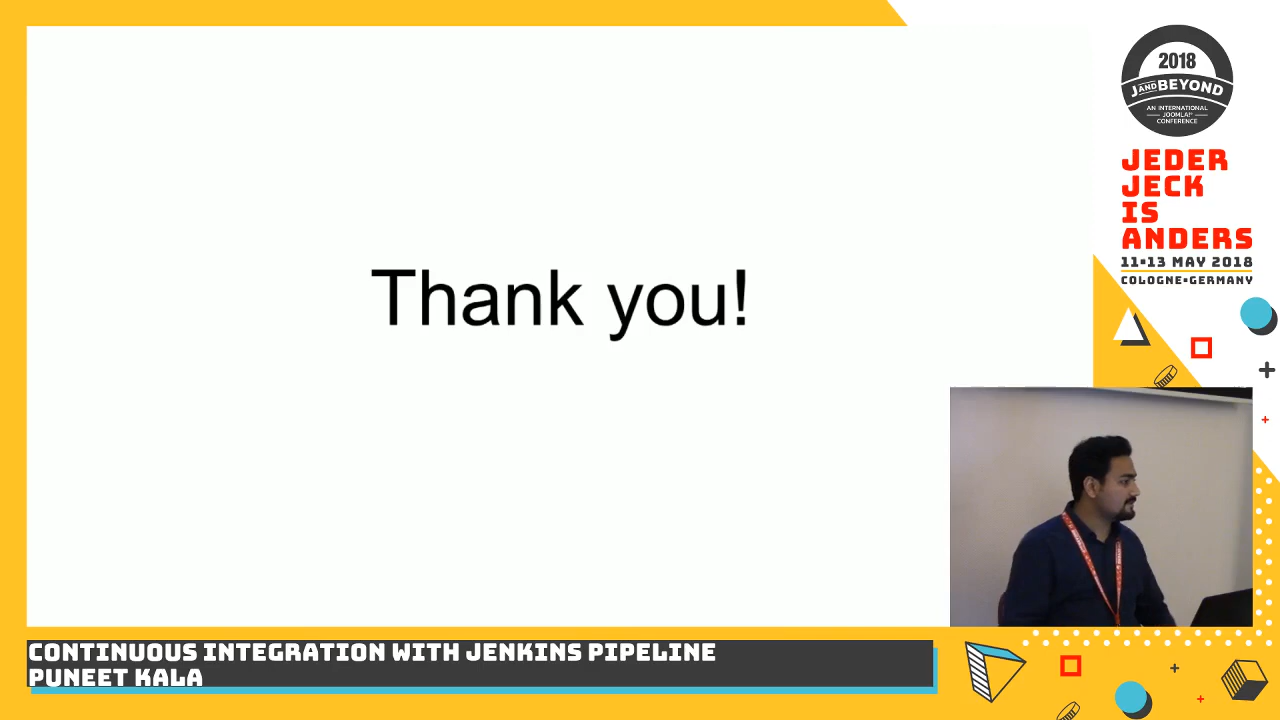 Thank you!
2018
J AND BEYOND
AN INTERNATIONAL
JOOMLA!®
CONFERENCE
JEDER
JECK
IS
ANDERS
11-13 MAY 2018
COLOGNE-GERMANY
CONTINUOUS INTEGRATION WITH JENKINS PIPELINE
PUNEET KALA